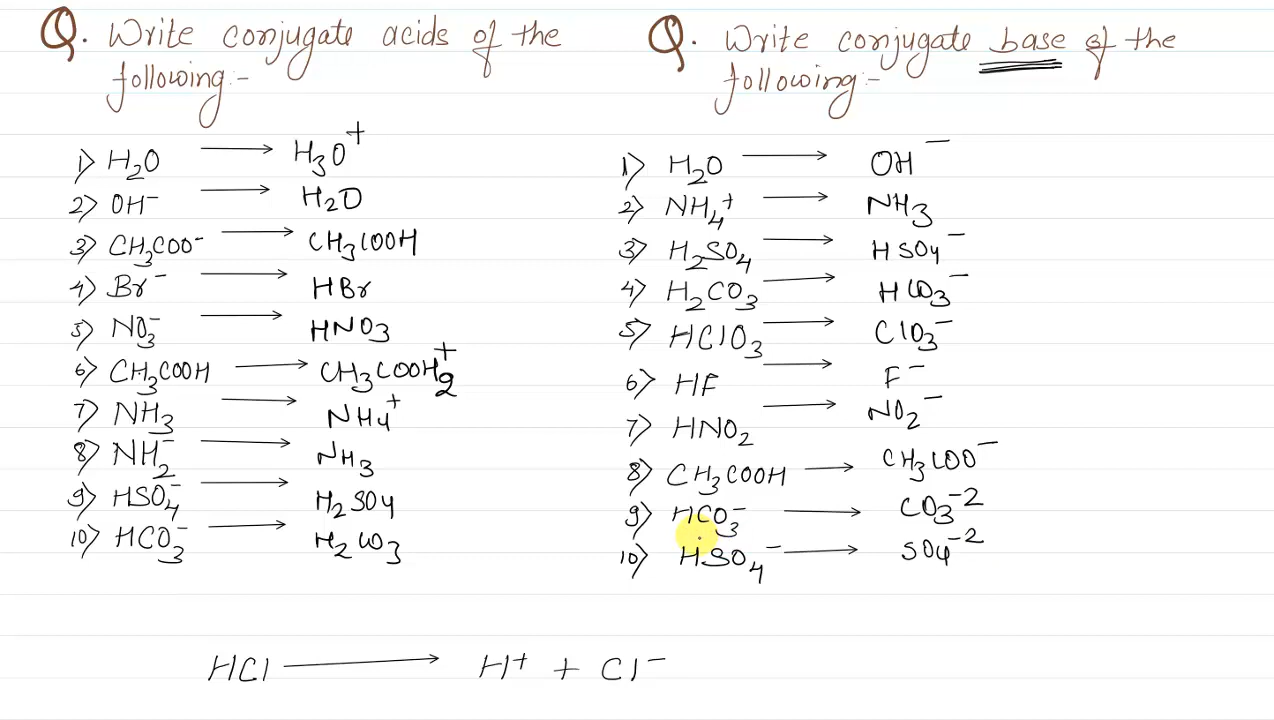 Q. Write conjugate acids of the
following:-
1) H₂O → H₃O⁺
2) OH⁻ → H₂O
3) CH₃COO⁻ → CH₃COOH
4) Br⁻ → HBr
5) NO₃⁻ → HNO₃
6) CH₃COOH → CH₃COOH₂⁺
7) NH₃ → NH₄⁺
8) NH₂⁻ → NH₃
9) HSO₄⁻ → H₂SO₄
10) HCO₃⁻ → H₂CO₃
Q. Write conjugate base of the
following:-
1) H₂O → OH⁻
2) NH₄⁺ → NH₃
3) H₂SO₄ → HSO₄⁻
4) H₂CO₃ → HCO₃⁻
5) HClO₃ → ClO₃⁻
6) HF → F⁻
7) HNO₂ → NO₂⁻
8) CH₃COOH → CH₃COO⁻
9) HCO₃⁻ → CO₃⁻²
10) HSO₄⁻ → SO₄⁻²
HCl → H⁺ + Cl⁻